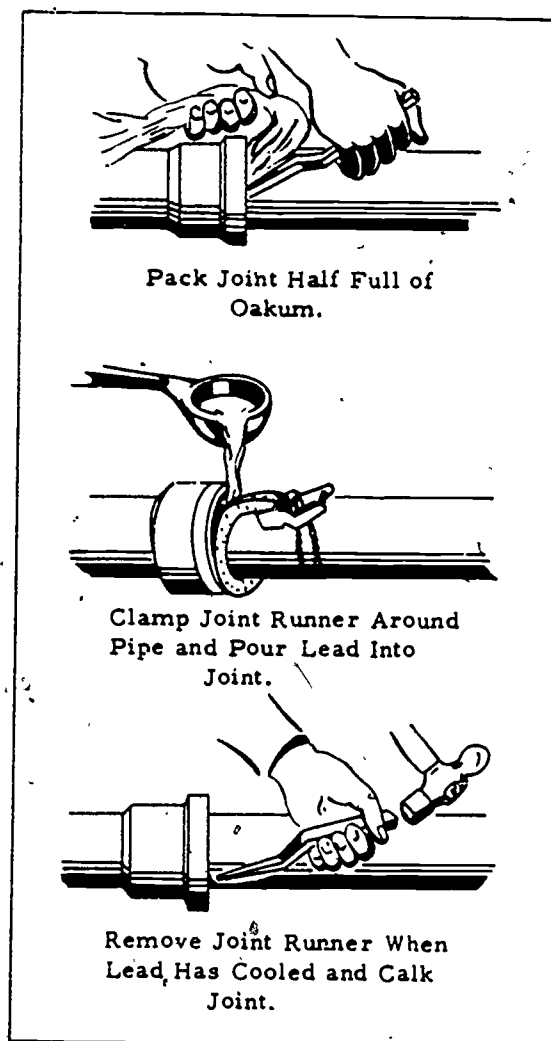 Pack Joint Half Full of
Oakum.
Clamp Joint Runner Around
Pipe and Pour Lead Into
Joint.
Remove Joint Runner When
Lead Has Cooled and Calk
Joint.